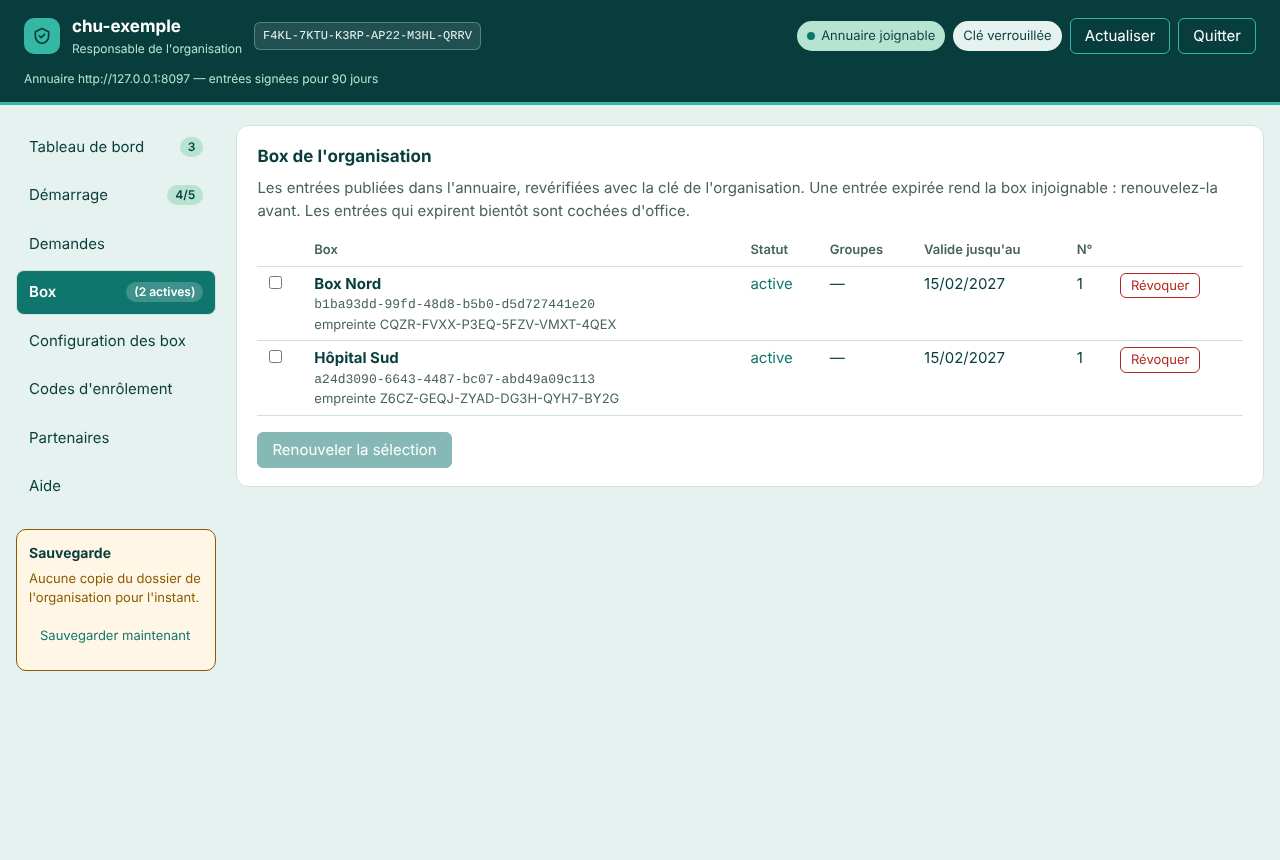 chu-exemple
Responsable de l'organisation
F4KL-7KTU-K3RP-AP22-M3HL-QRRV
Annuaire joignable
Clé verrouillée
Actualiser
Quitter
Annuaire http://127.0.0.1:8097 — entrées signées pour 90 jours
Tableau de bord 3
Démarrage 4/5
Demandes
Box (2 actives)
Configuration des box
Codes d'enrôlement
Partenaires
Aide
Sauvegarde
Aucune copie du dossier de
l'organisation pour l'instant.
Sauvegarder maintenant
Box de l'organisation
Les entrées publiées dans l'annuaire, revérifiées avec la clé de l'organisation. Une entrée expirée rend la box injoignable : renouvelez-la
avant. Les entrées qui expirent bientôt sont cochées d'office.
Box Statut Groupes Valide jusqu'au N°
Box Nord active — 15/02/2027 1 Révoquer
b1ba93dd-99fd-48d8-b5b0-d5d727441e20
empreinte CQZR-FVXX-P3EQ-5FZV-VMXT-4QEX
Hôpital Sud active — 15/02/2027 1 Révoquer
a24d3090-6643-4487-bc07-abd49a09c113
empreinte Z6CZ-GEQJ-ZYAD-DG3H-QYH7-BY2G
Renouveler la sélection